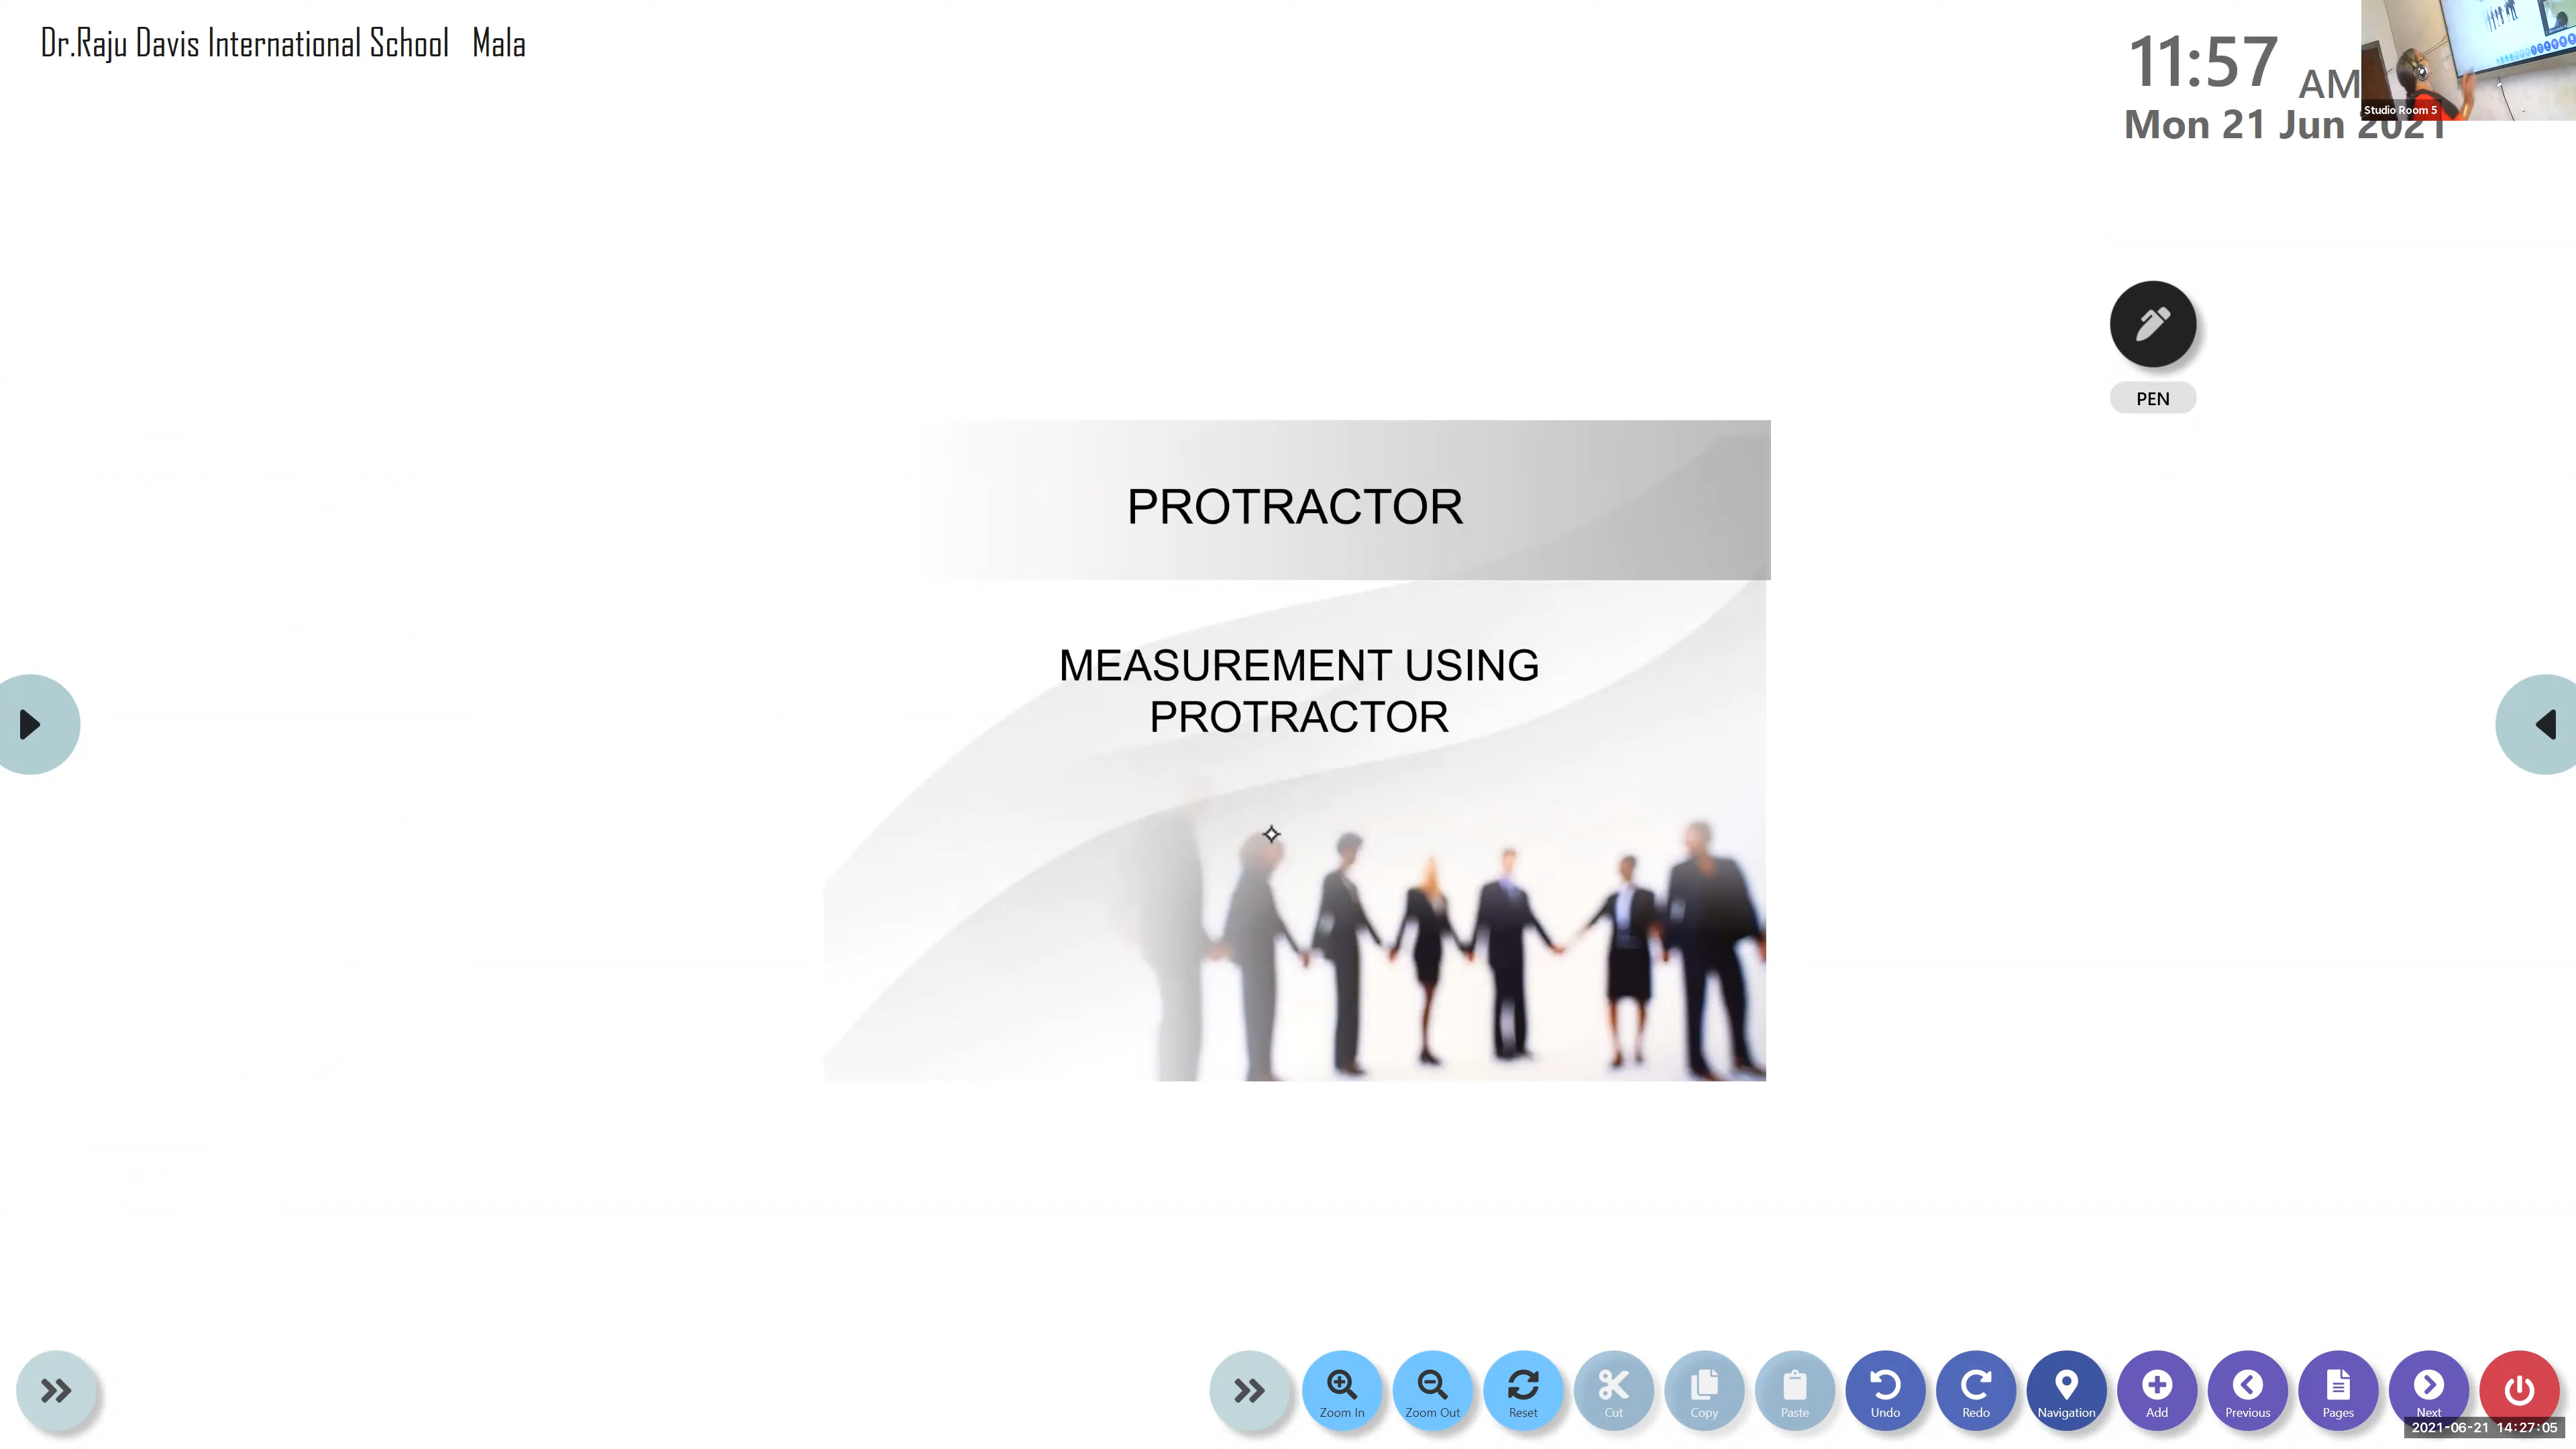 Dr.Raju Davis International School Mala
11:57 AM
Mon 21 Jun 2021
Studio Room 5
PEN
PROTRACTOR
MEASUREMENT USING
PROTRACTOR
Zoom In
Zoom Out
Reset
Cut
Copy
Paste
Undo
Redo
Navigation
Add
Previous
Pages
Next
2021-06-21 14:27:05